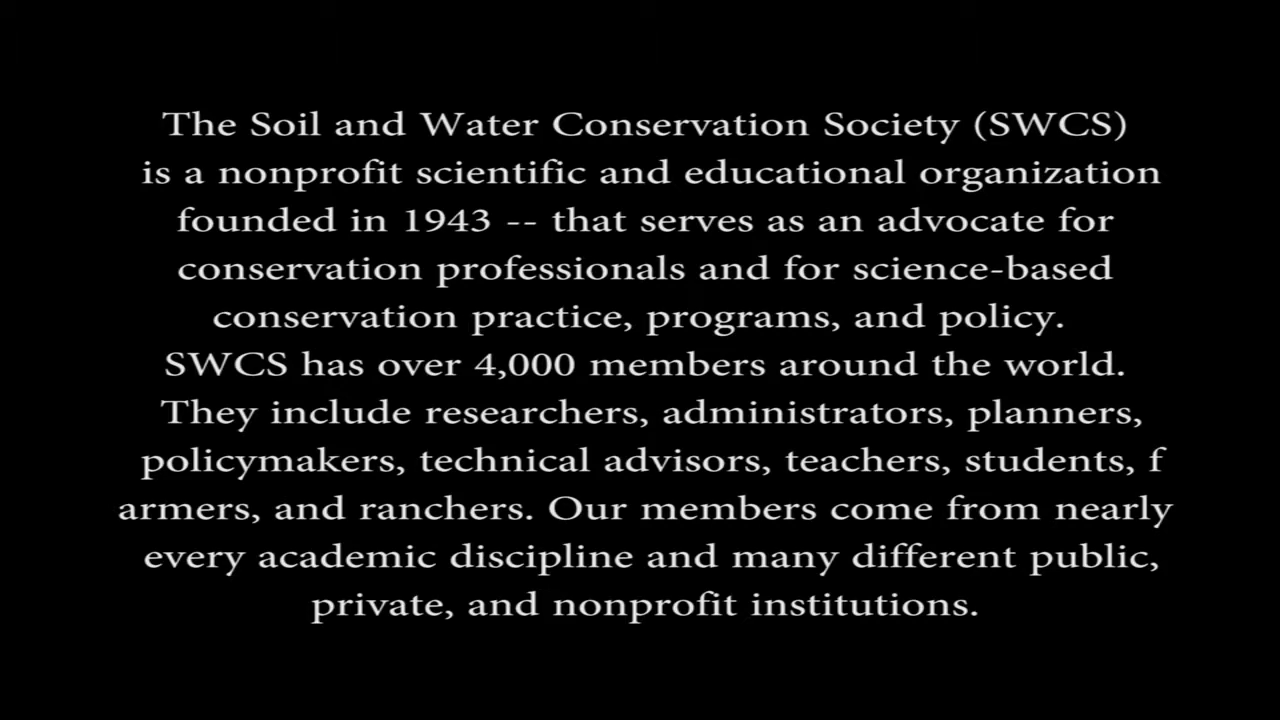 The Soil and Water Conservation Society (SWCS)
is a nonprofit scientific and educational organization
founded in 1943 -- that serves as an advocate for
conservation professionals and for science-based
conservation practice, programs, and policy.
SWCS has over 4,000 members around the world.
They include researchers, administrators, planners,
policymakers, technical advisors, teachers, students, f
armers, and ranchers. Our members come from nearly
every academic discipline and many different public,
private, and nonprofit institutions.